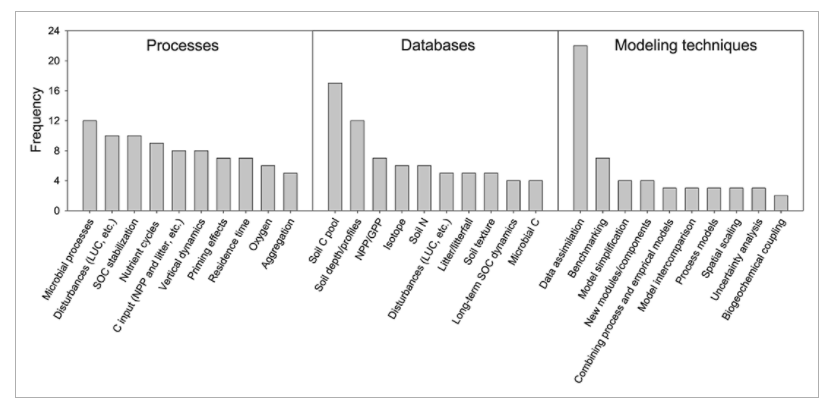 Processes
Databases
Modeling techniques
Frequency
24
20
16
12
8
4
0
Microbial processes
Disturbances (LUC, etc.)
SOC stabilization
Nutrient cycles
C input (NPP and litter, etc.)
Vertical dynamics
Priming effects
Residence time
Oxygen
Aggregation
Soil C pool
Soil depth/profiles
NPP/GPP
Isotope
Soil N
Disturbances (LUC, etc.)
Litter/litterfall
Soil texture
Long-term SOC dynamics
Microbial C
Data assimilation
Benchmarking
Model simplification
New modules/components
Combining process and emprical models
Model intercomparison
Process models
Spatial scaling
Uncertainty analysis
Biogeochemical coupling